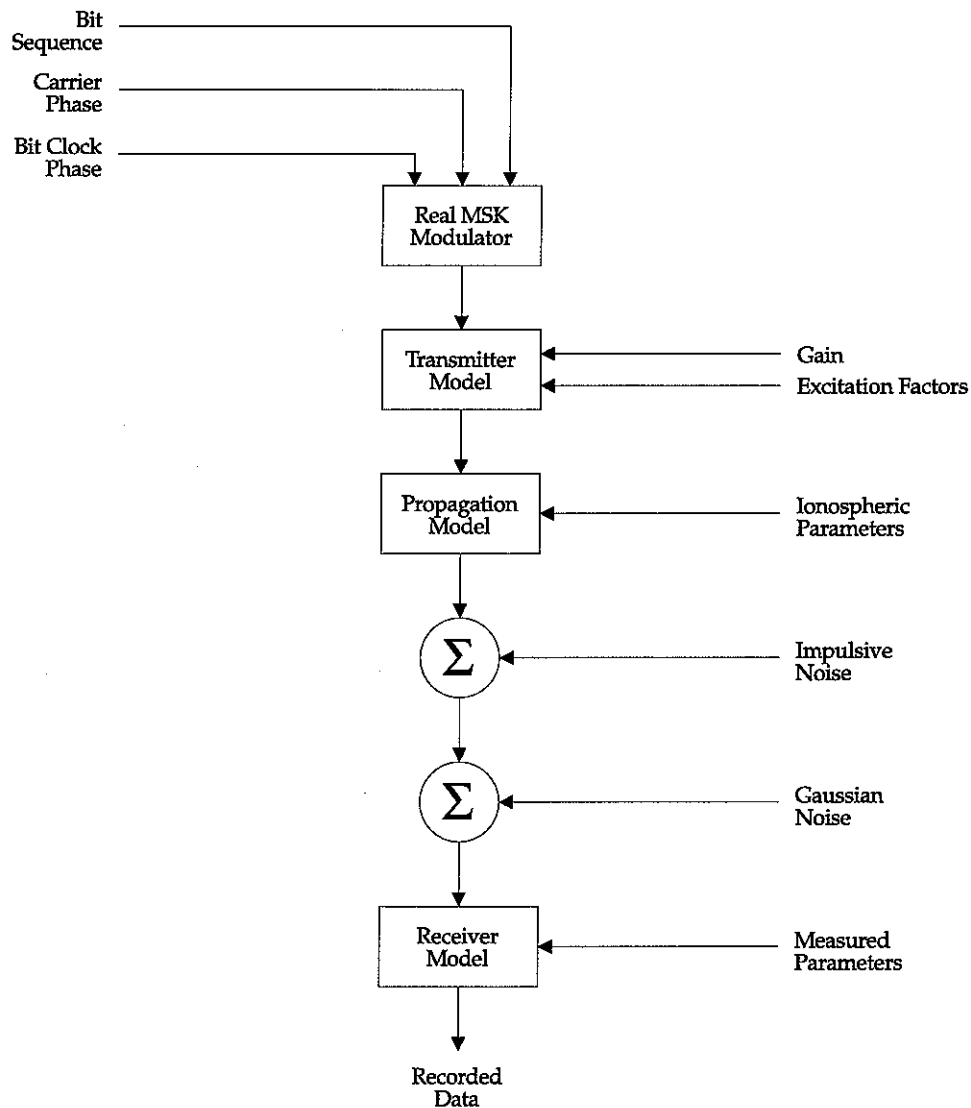 Bit
Sequence
Carrier
Phase
Bit Clock
Phase
Real MSK
Modulator
Transmitter
Model
Gain
Excitation Factors
Propagation
Model
Ionospheric
Parameters
Σ
Impulsive
Noise
Σ
Gaussian
Noise
Receiver
Model
Measured
Parameters
Recorded
Data